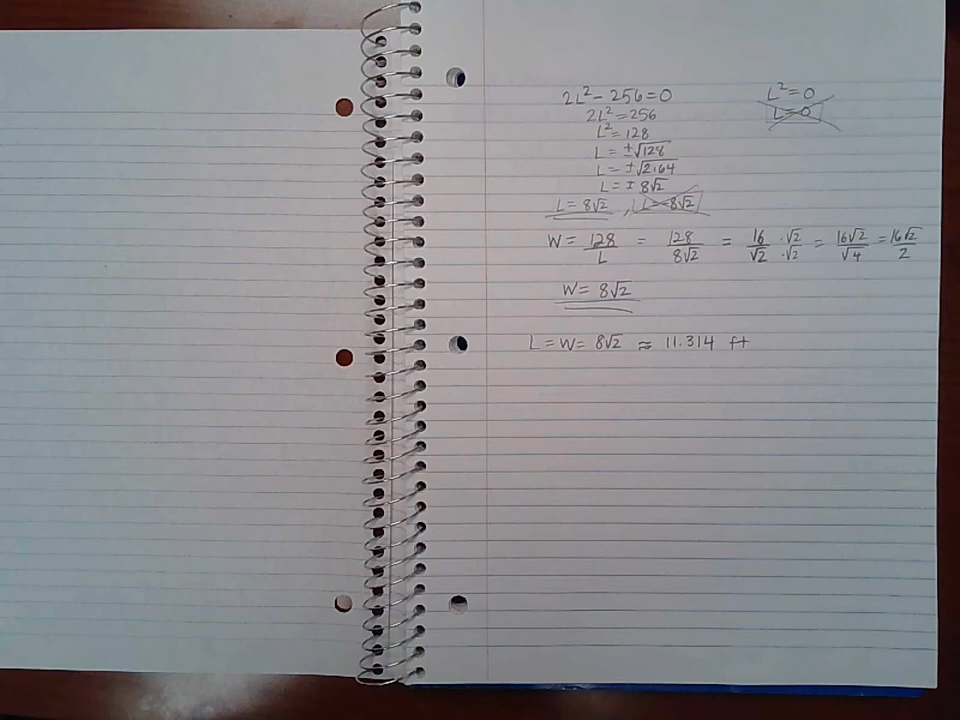 2L² - 256 = 0
L² = 0
2L² = 256
L = 0
L² = 128
L = ±√128
L = ±√2·64
L = ± 8√2
L = 8√2 , L = -8√2
W = 128/L = 128/8√2 = 16/√2 · √2/√2 = 16√2/√4 = 16√2/2
W = 8√2
L = W = 8√2 ≈ 11.314 ft